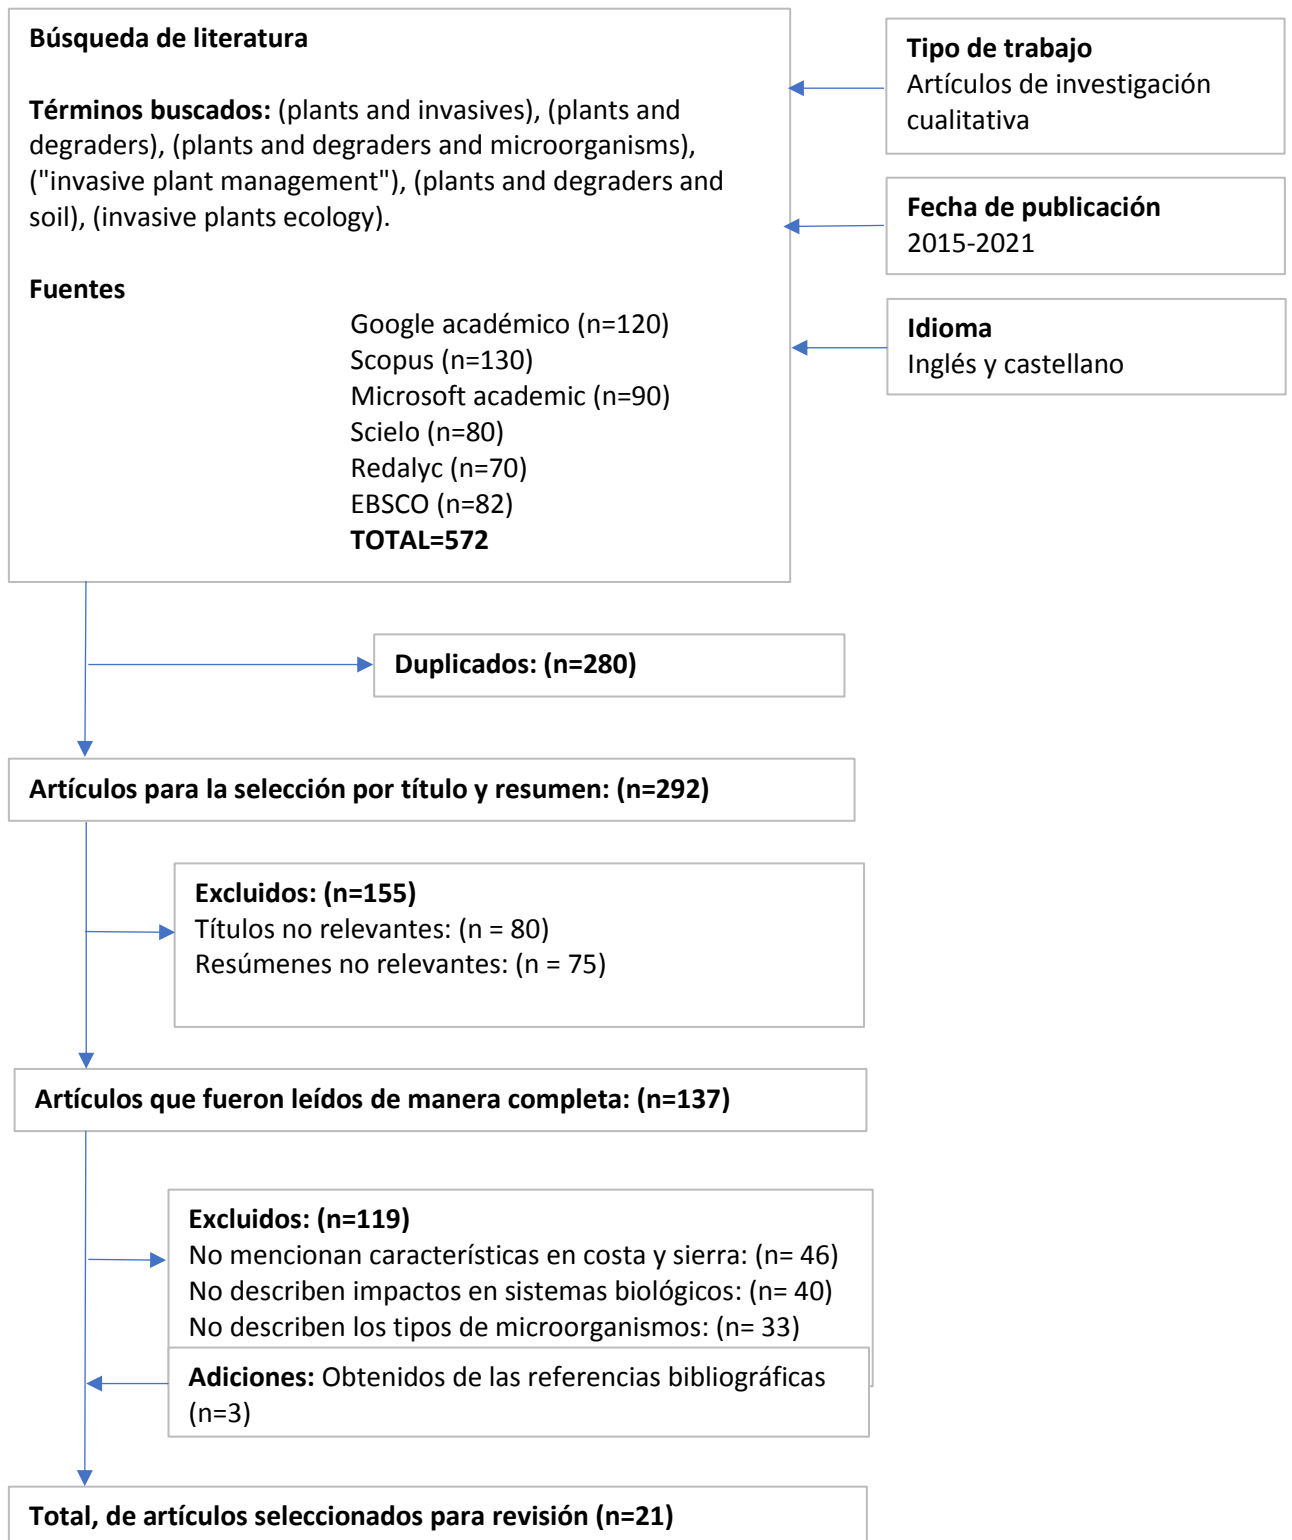 Búsqueda de literatura
Términos buscados: (plants and invasives), (plants and
degraders), (plants and degraders and microorganisms),
("invasive plant management"), (plants and degraders and
soil), (invasive plants ecology).
Fuentes
Google académico (n=120)
Scopus (n=130)
Microsoft academic (n=90)
Scielo (n=80)
Redalyc (n=70)
EBSCO (n=82)
TOTAL=572
Tipo de trabajo
Artículos de investigación
cualitativa
Fecha de publicación
2015-2021
Idioma
Inglés y castellano
Duplicados: (n=280)
Artículos para la selección por título y resumen: (n=292)
Excluidos: (n=155)
Títulos no relevantes: (n = 80)
Resúmenes no relevantes: (n = 75)
Artículos que fueron leídos de manera completa: (n=137)
Excluidos: (n=119)
No mencionan características en costa y sierra: (n= 46)
No describen impactos en sistemas biológicos: (n= 40)
No describen los tipos de microorganismos: (n= 33)
Adiciones: Obtenidos de las referencias bibliográficas
(n=3)
Total, de artículos seleccionados para revisión (n=21)